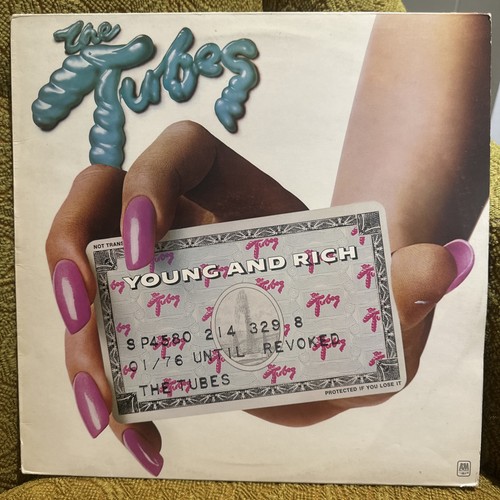 the
Tubes
NOT TRANS
Tubes
YOUNG AND RICH
SP4580 214 329 8
01/76 UNTIL REVOKED
THE TUBES
PROTECTED IF YOU LOSE IT
A&M